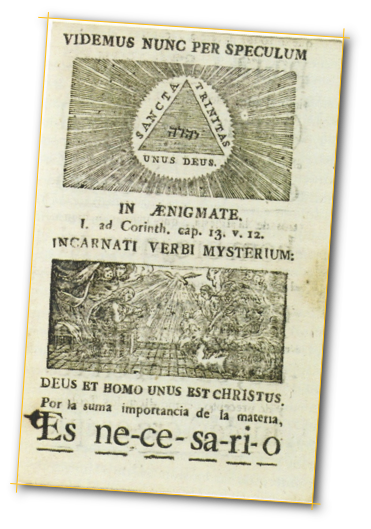 VIDEMUS NUNC PER SPECULUM
SANCTA TRINITAS
UNUS DEUS.
IN ÆNIGMATE.
I. ad Corinth. cap. 13. v. 12.
INCARNATI VERBI MYSTERIUM:
DEUS ET HOMO UNUS EST CHRISTUS.
Por la suma importancia de la materia,
Es ne-ce-sa-ri-o